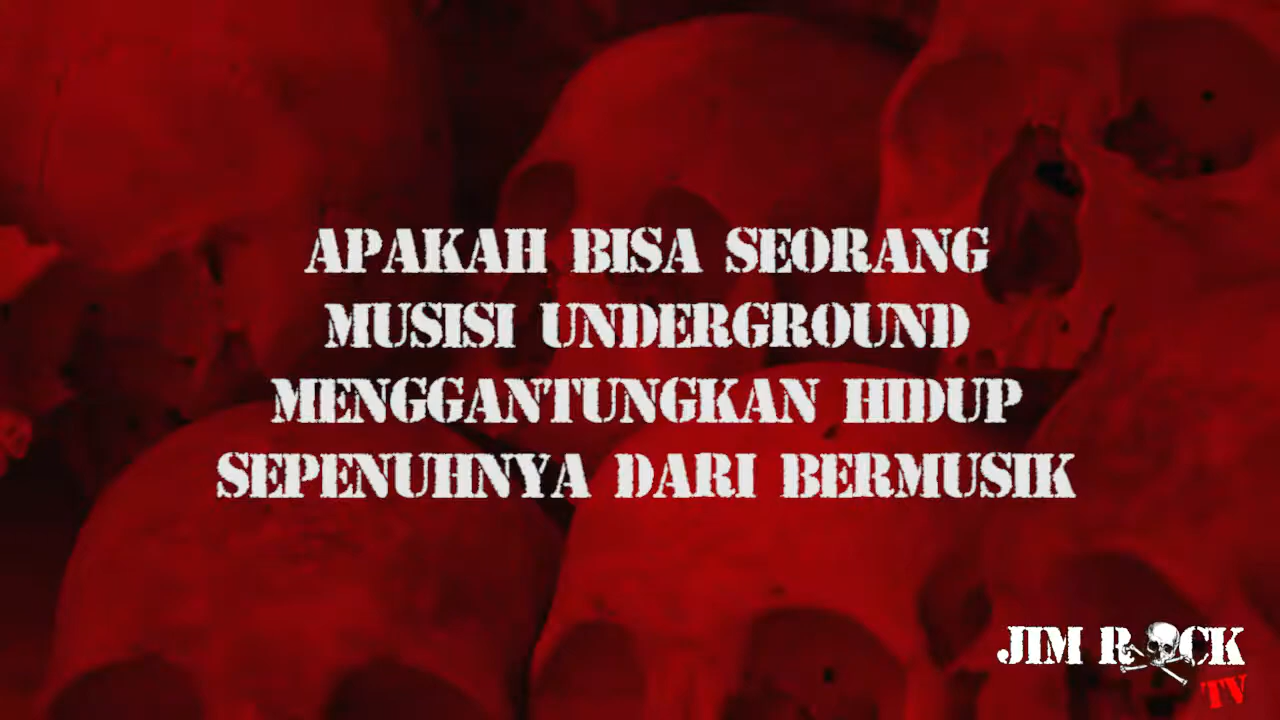 APAKAH BISA SEORANG
MUSISI UNDERGROUND
MENGGANTUNGKAN HIDUP
SEPENUHNYA DARI BERMUSIK
JIM ROCK
TV